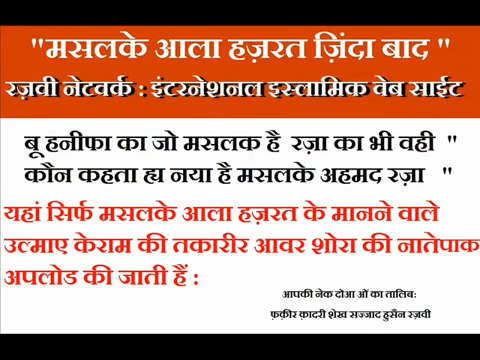 "मसलके आला हज़रत ज़िंदा बाद "
रज़वी नेटवर्क : इंटरनेशनल इस्लामिक वेब साईट
बू हनीफा का जो मसलक है रज़ा का भी वही "
कौन कहता ह्य नया है मसलके अहमद रज़ा "
यहां सिर्फ मसलके आला हज़रत के मानने वाले
उल्माए केराम की तकारीर आवर शोरा की नातेपाक
अपलोड की जाती हैं :
आपकी नेक दोआ ओं का तालिब:
फ़क़ीर क़ादरी शेख सज्जाद हुसैन रज़वी